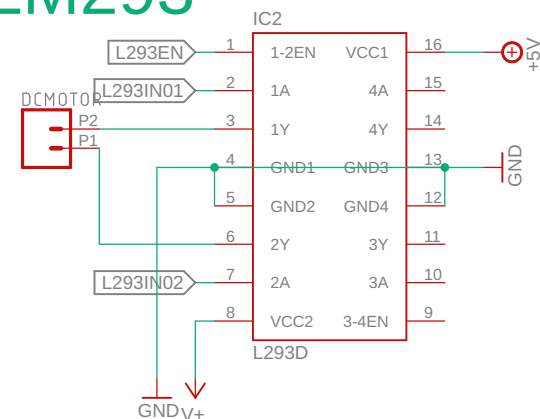 LM293
IC2
L293EN
1
1-2EN
VCC1
16
+5V
L293IN01
2
1A
4A
15
DCMOTOR
P2
3
1Y
4Y
14
P1
4
GND1
GND3
13
GND
5
GND2
GND4
12
6
2Y
3Y
11
L293IN02
7
2A
3A
10
8
VCC2
3-4EN
9
L293D
GND
V+